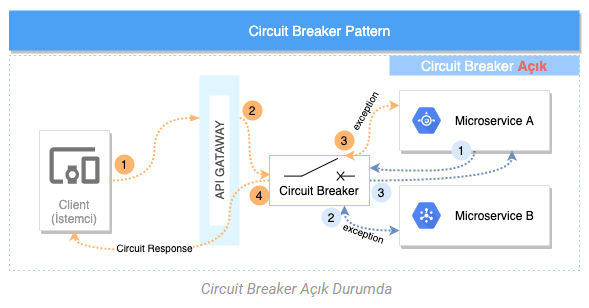 Circuit Breaker Pattern
Circuit Breaker Açık
1
API GATAWAY
2
3
exception
Microservice A
1
Client
(İstemci)
4
Circuit Breaker
3
2
exception
Microservice B
Circuit Response
Circuit Breaker Açık Durumda